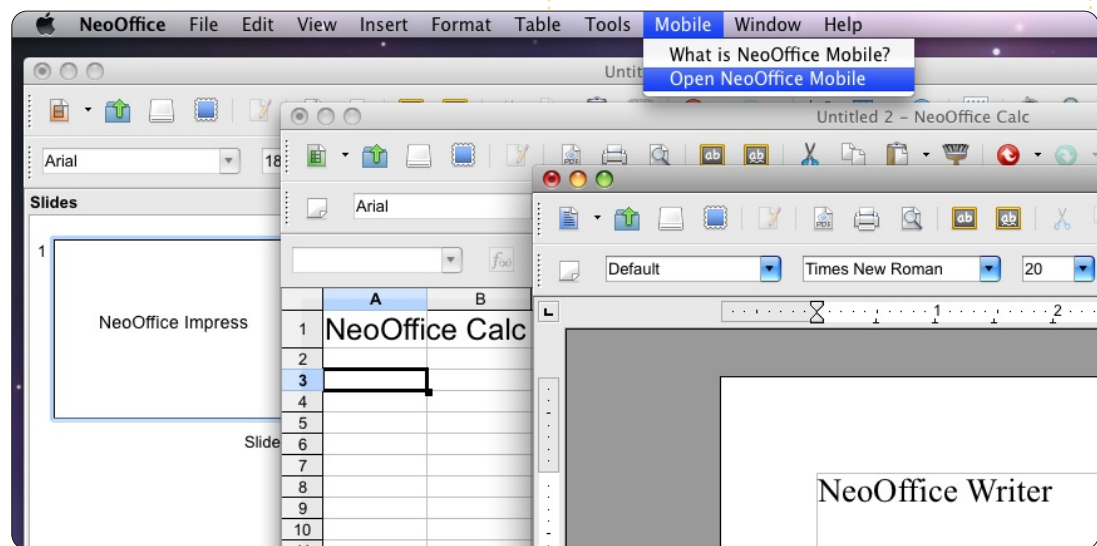 NeoOffice File Edit View Insert Format Table Tools Mobile Window Help
What is NeoOffice Mobile?
Open NeoOffice Mobile
Untitled 2 – NeoOffice Calc
Arial
18
Slides
1
NeoOffice Impress
Slide
Arial
f(x)
A B
1 NeoOffice Calc
2
3
4
5
6
7
8
9
10
Default Times New Roman 20
1 2
NeoOffice Writer